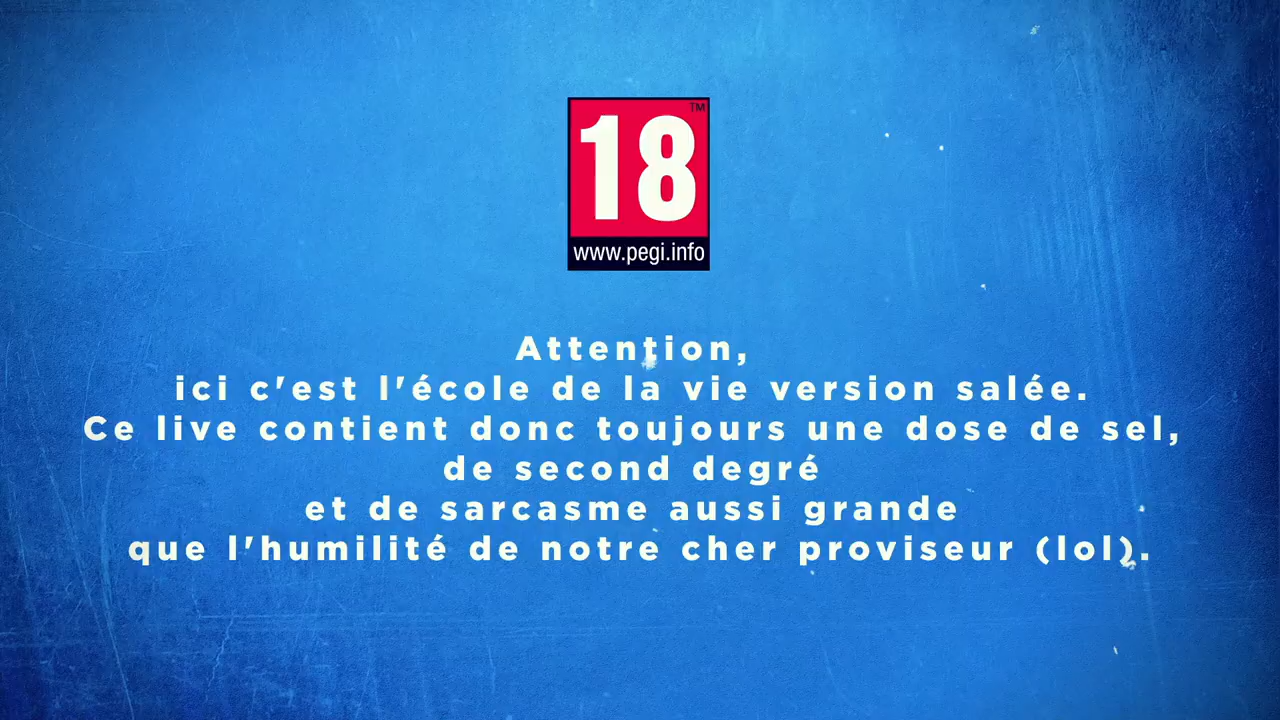 TM
18
www.pegi.info
Attention,
ici c'est l'école de la vie version salée.
Ce live contient donc toujours une dose de sel,
de second degré
et de sarcasme aussi grande
que l'humilité de notre cher proviseur (lol).